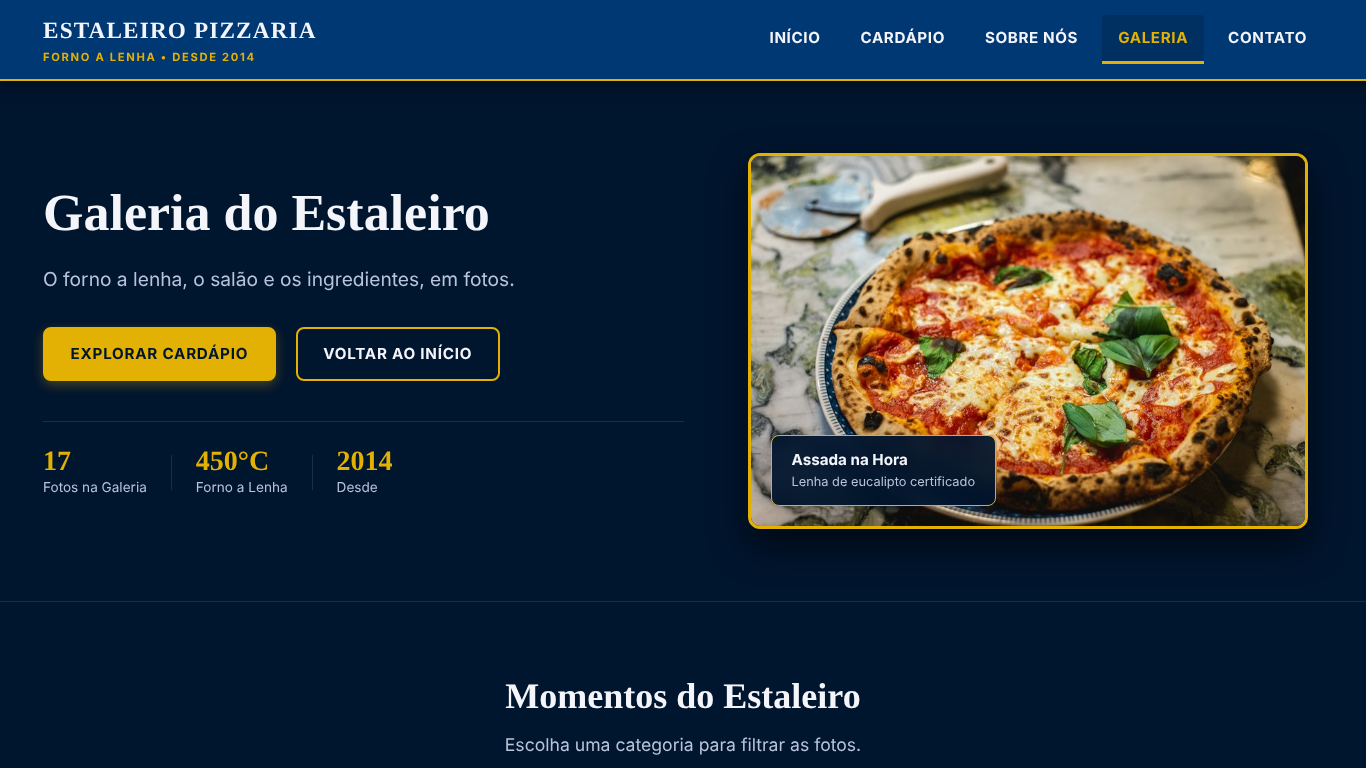 ESTALEIRO PIZZARIA
FORNO A LENHA • DESDE 2014
INÍCIO
CARDÁPIO
SOBRE NÓS
GALERIA
CONTATO
Galeria do Estaleiro
O forno a lenha, o salão e os ingredientes, em fotos.
EXPLORAR CARDÁPIO
VOLTAR AO INÍCIO
17
Fotos na Galeria
450°C
Forno a Lenha
2014
Desde
Assada na Hora
Lenha de eucalipto certificado
Momentos do Estaleiro
Escolha uma categoria para filtrar as fotos.